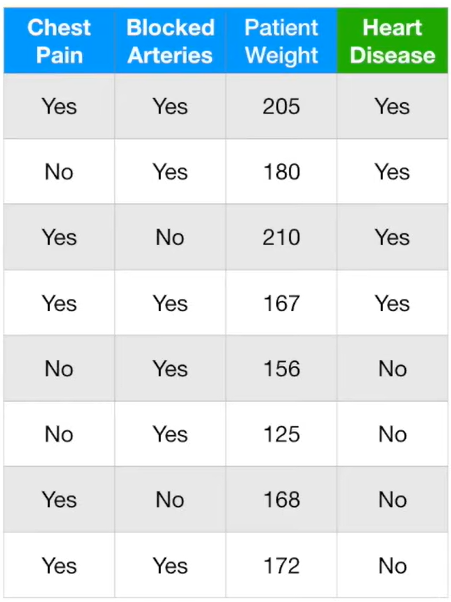 Chest Pain Blocked Arteries Patient Weight Heart Disease
Yes Yes 205 Yes
No Yes 180 Yes
Yes No 210 Yes
Yes Yes 167 Yes
No Yes 156 No
No Yes 125 No
Yes No 168 No
Yes Yes 172 No